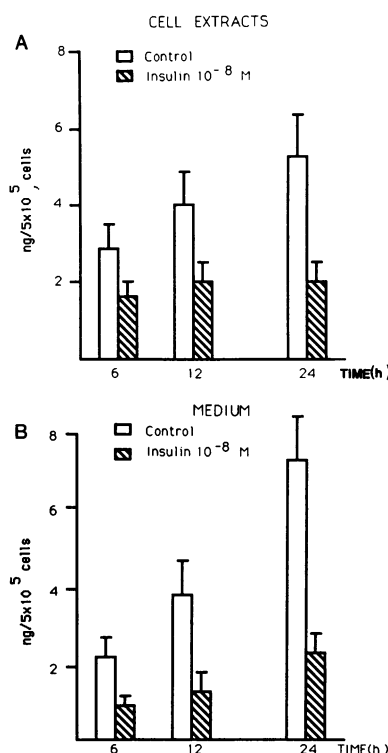 CELL EXTRACTS
A
8
6
4
2
ng/5x10⁵, cells
Control
Insulin 10⁻⁸ M
6 12 24 TIME(h)
MEDIUM
B
8
6
4
2
ng/5x10⁵ cells
Control
Insulin 10⁻⁸ M
6 12 24 TIME(h)